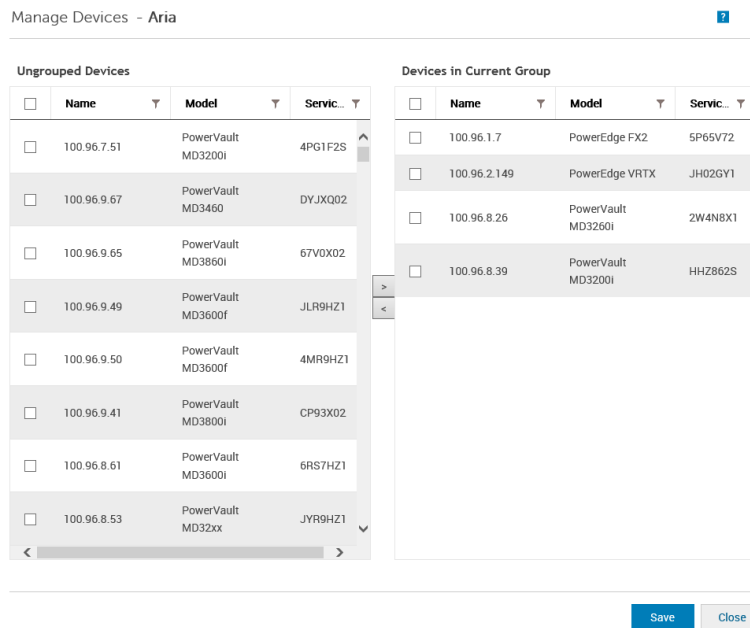 Manage Devices - Aria
?
Ungrouped Devices
Name Model Servic...
100.96.7.51 PowerVault MD3200i 4PG1F2S
100.96.9.67 PowerVault MD3460 DYJXQ02
100.96.9.65 PowerVault MD3860i 67V0X02
100.96.9.49 PowerVault MD3600f JLR9HZ1
100.96.9.50 PowerVault MD3600f 4MR9HZ1
100.96.9.41 PowerVault MD3800i CP93X02
100.96.8.61 PowerVault MD3600i 6RS7HZ1
100.96.8.53 PowerVault MD32xx JYR9HZ1
>
<
Devices in Current Group
Name Model Servic...
100.96.1.7 PowerEdge FX2 5P65V72
100.96.2.149 PowerEdge VRTX JH02GY1
100.96.8.26 PowerVault MD3260i 2W4N8X1
100.96.8.39 PowerVault MD3200i HHZ862S
Save Close